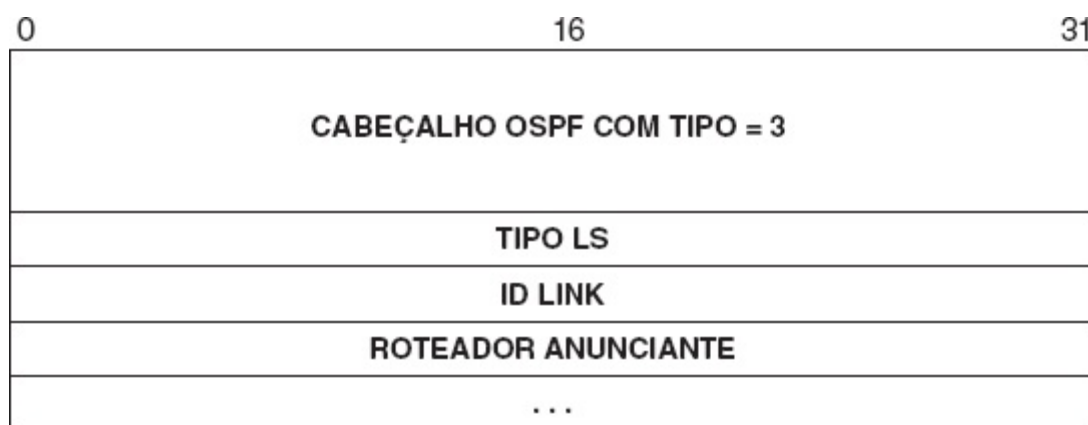 0 16 31
CABEÇALHO OSPF COM TIPO = 3
TIPO LS
ID LINK
ROTEADOR ANUNCIANTE
. . .